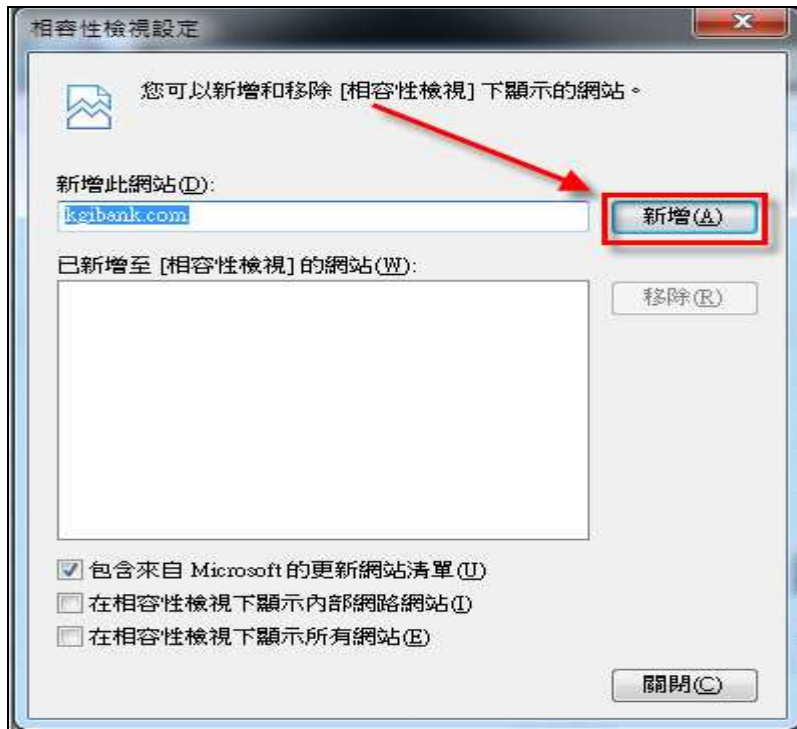 相容性檢視設定
您可以新增和移除 [相容性檢視] 下顯示的網站。
新增此網站(D):
kgibank.com
新增(A)
已新增至 [相容性檢視] 的網站(W):
移除(R)
包含來自 Microsoft 的更新網站清單(U)
在相容性檢視下顯示內部網路網站(I)
在相容性檢視下顯示所有網站(E)
關閉(C)